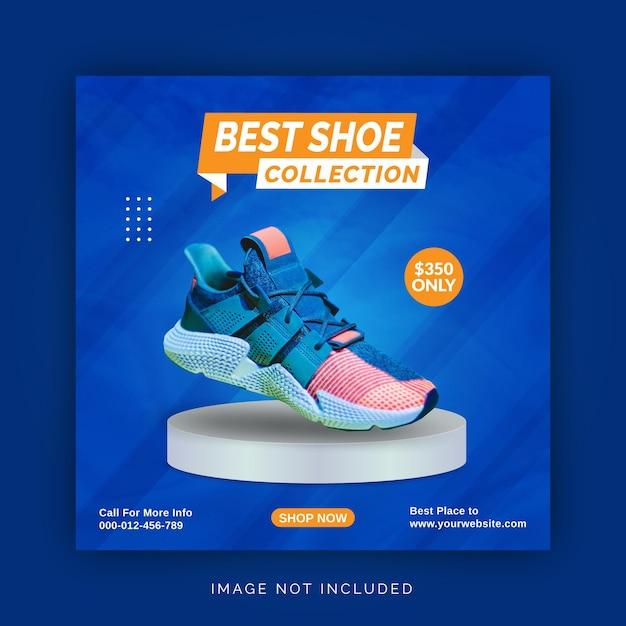 BEST SHOE
COLLECTION
$350
ONLY
Call For More Info
000-012-456-789
SHOP NOW
Best Place to
www.yourwebsite.com
IMAGE NOT INCLUDED